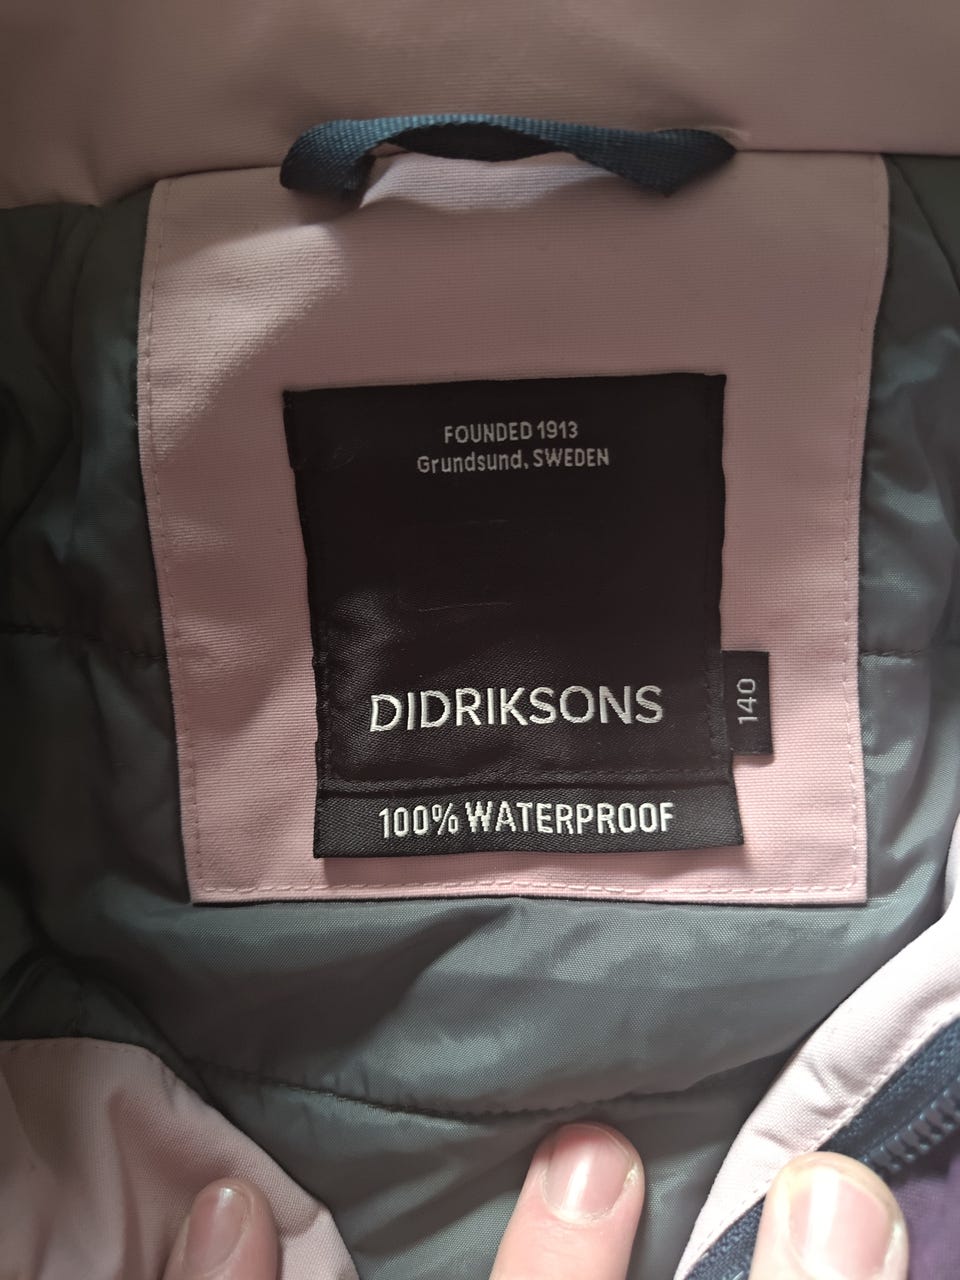 FOUNDED 1913
Grundsund, SWEDEN
DIDRIKSONS
140
100% WATERPROOF